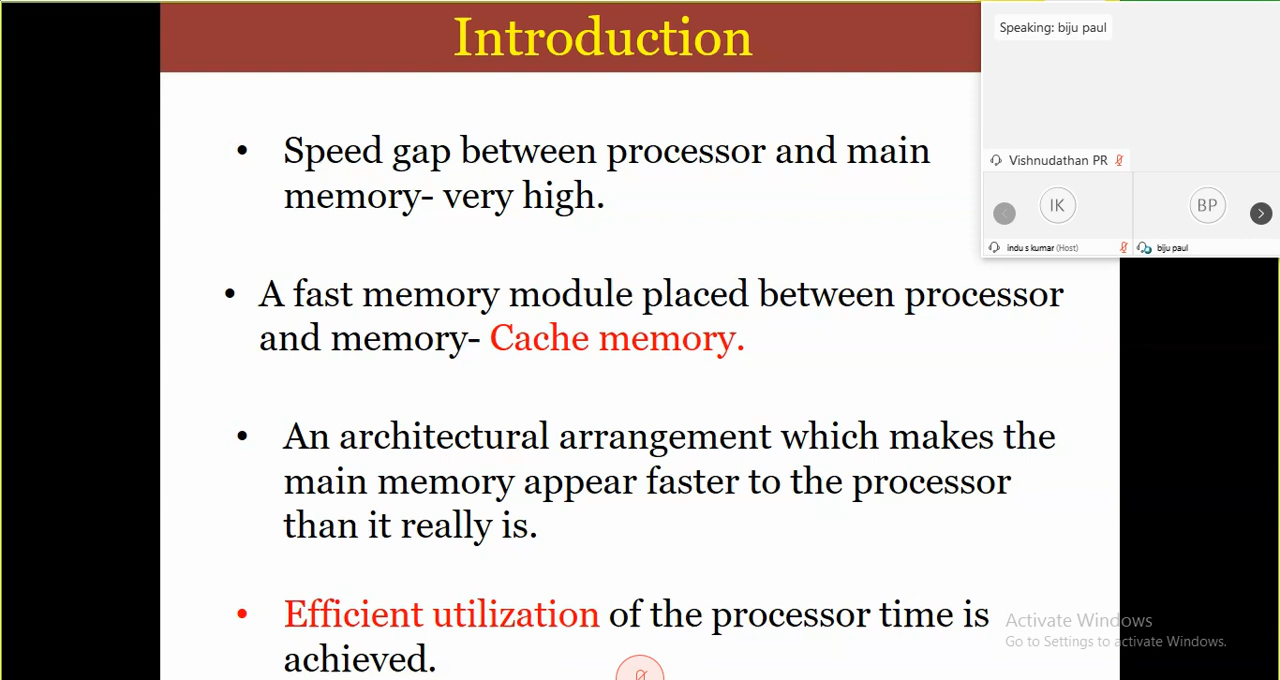 Introduction
Speaking: biju paul
• Speed gap between processor and main
memory- very high.
Vishnudathan PR
IK
BP
indu s kumar (Host)
biju paul
• A fast memory module placed between processor
and memory- Cache memory.
• An architectural arrangement which makes the
main memory appear faster to the processor
than it really is.
• Efficient utilization of the processor time is
achieved.
Activate Windows
Go to Settings to activate Windows.